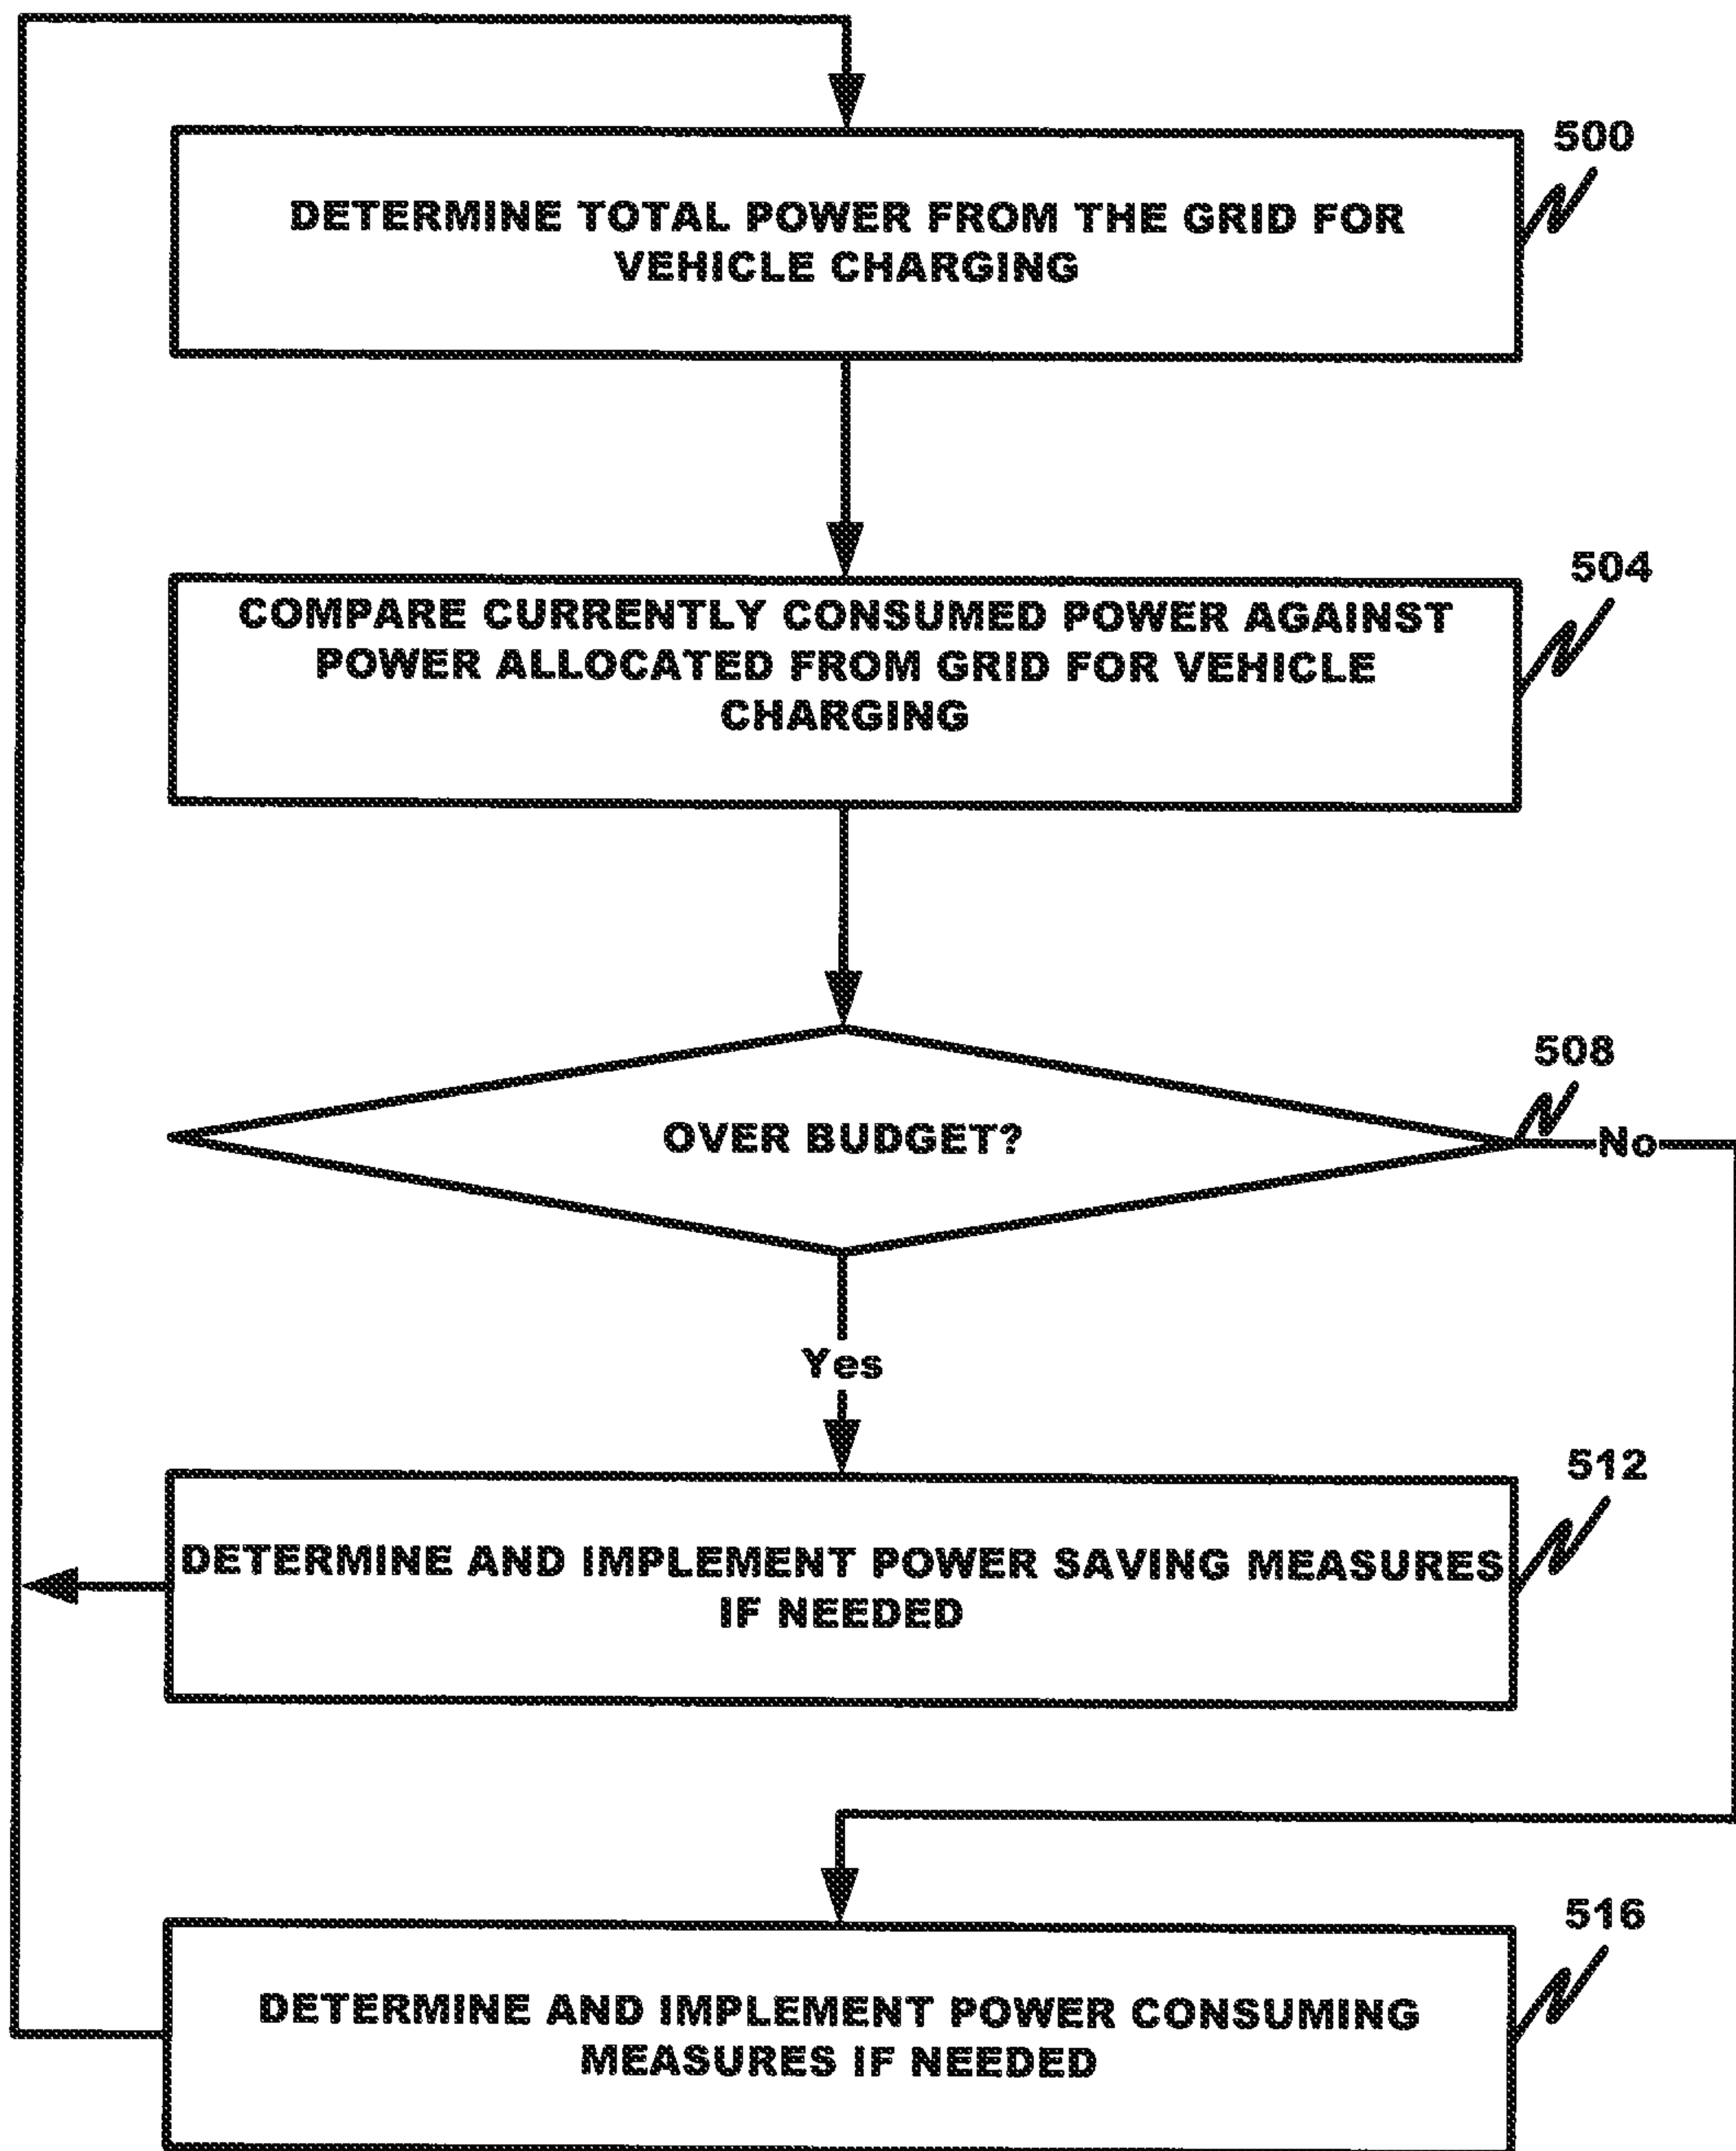 500
DETERMINE TOTAL POWER FROM THE GRID FOR
VEHICLE CHARGING
504
COMPARE CURRENTLY CONSUMED POWER AGAINST
POWER ALLOCATED FROM GRID FOR VEHICLE
CHARGING
508
OVER BUDGET?
No
Yes
512
DETERMINE AND IMPLEMENT POWER SAVING MEASURES
IF NEEDED
516
DETERMINE AND IMPLEMENT POWER CONSUMING
MEASURES IF NEEDED